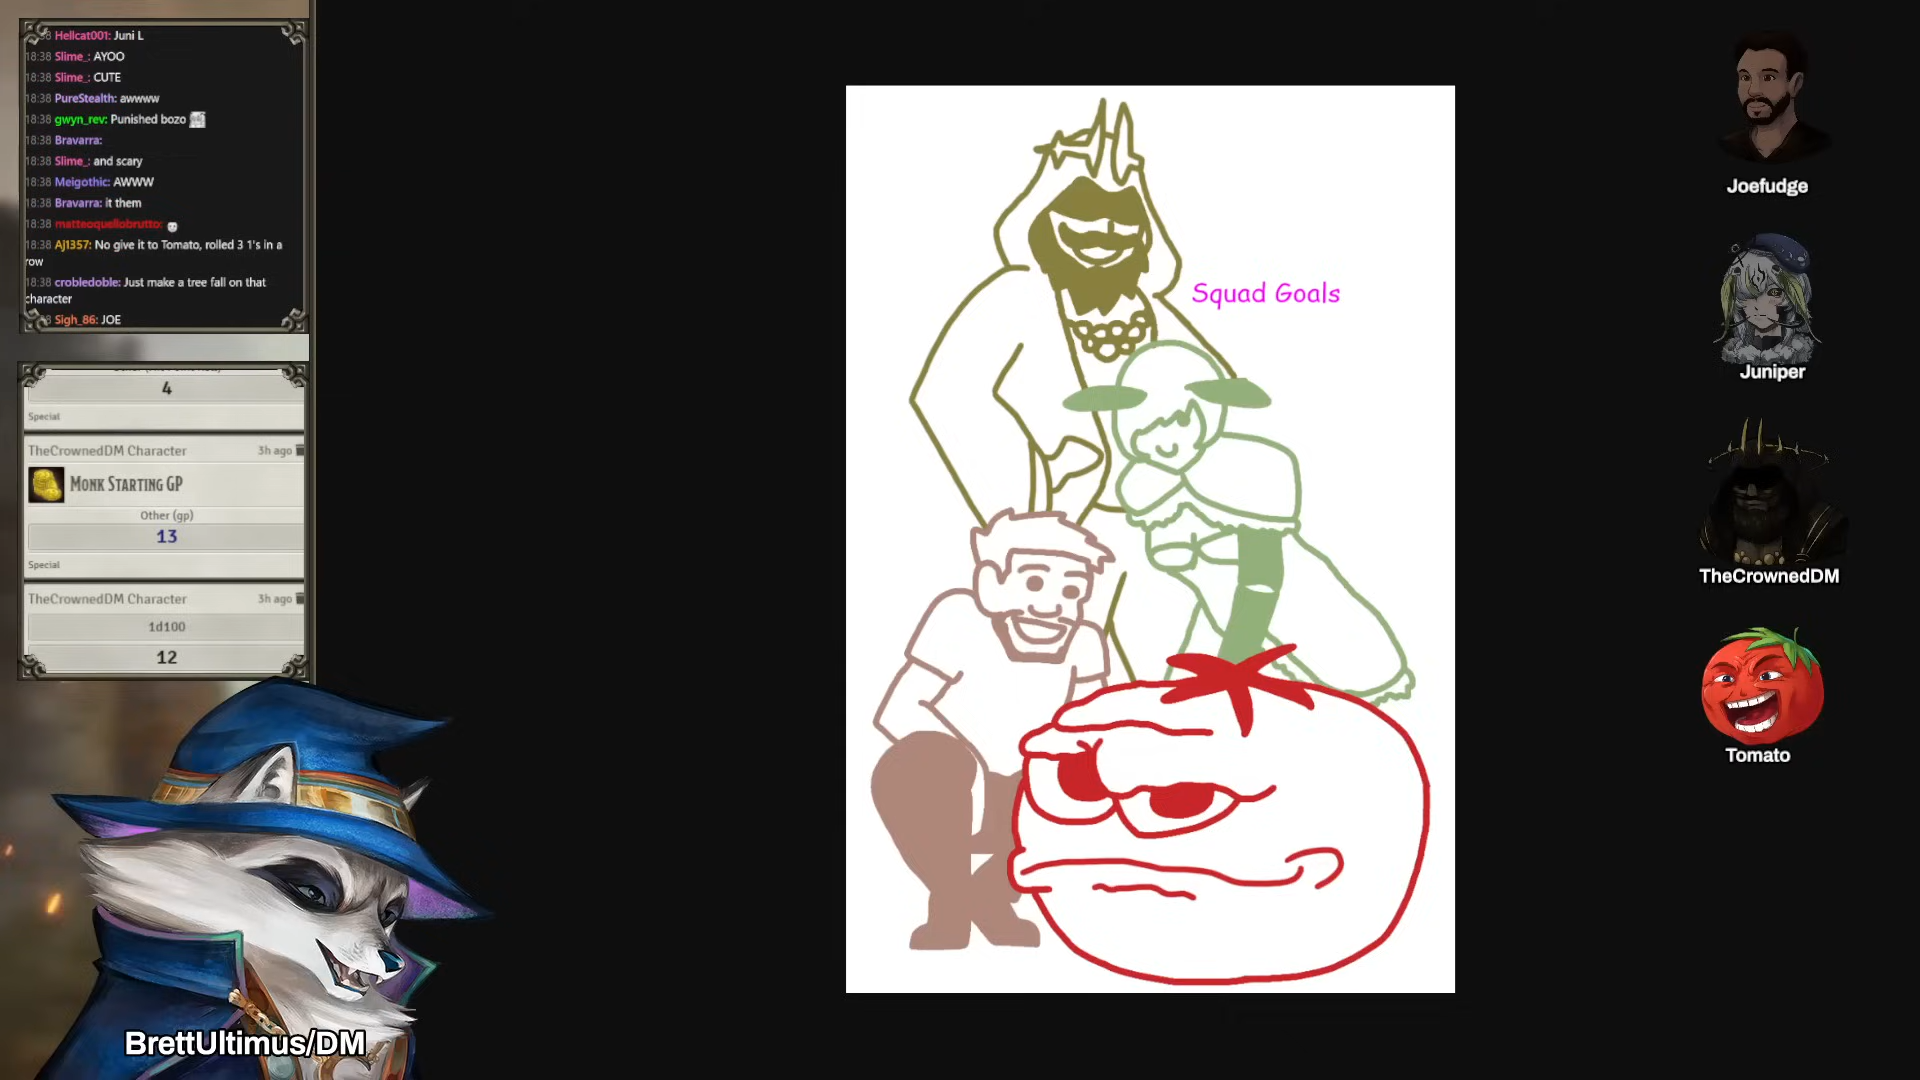 18:38 Hellcat001: Juni L
18:38 Slime_: AYOO
18:38 Slime_: CUTE
18:38 PureStealth: awwww
18:38 gwyn_rev: Punished bozo
18:38 Bravarra:
18:38 Slime_: and scary
18:38 Meigothic: AWWW
18:38 Bravarra: it them
18:38 matteoquellobrutto:
18:38 AJ1357: No give it to Tomato, rolled 3 1's in a
row
18:38 crobledoble: Just make a tree fall on that
character
Sigh_86: JOE
4
Special
TheCrownedDM Character 3h ago
MONK STARTING GP
Other (gp)
13
Special
TheCrownedDM Character 3h ago
1d100
12
BrettUltimus/DM
Squad Goals
Joefudge
Juniper
TheCrownedDM
Tomato